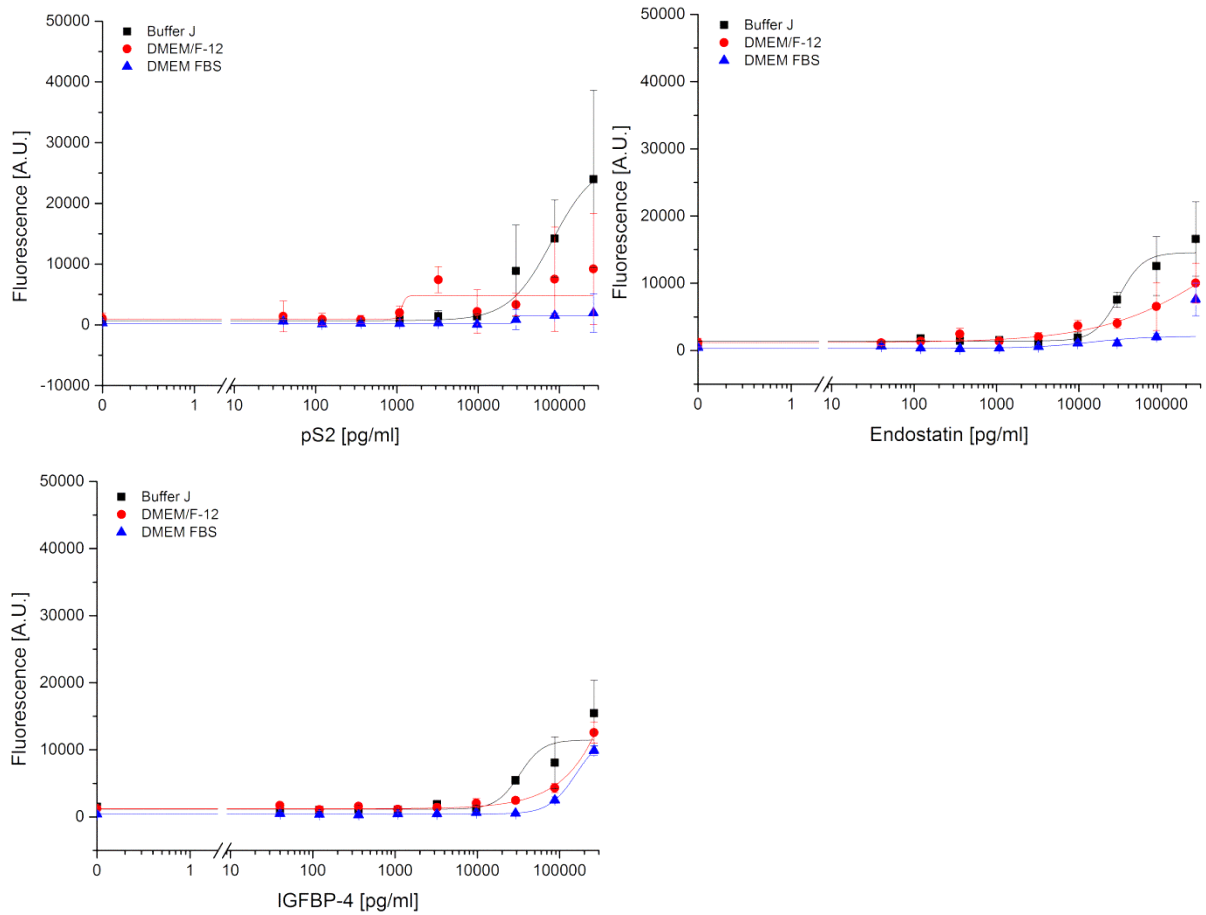 50000
40000
30000
20000
10000
0
-10000
Fluorescence [A.U.]
Buffer J
DMEM/F-12
DMEM FBS
0 1 10 100 1000 10000 100000
pS2 [pg/ml]
50000
40000
30000
20000
10000
0
Fluorescence [A.U.]
Buffer J
DMEM/F-12
DMEM FBS
0 1 10 100 1000 10000 100000
Endostatin [pg/ml]
50000
40000
30000
20000
10000
0
Fluorescence [A.U.]
Buffer J
DMEM/F-12
DMEM FBS
0 1 10 100 1000 10000 100000
IGFBP-4 [pg/ml]